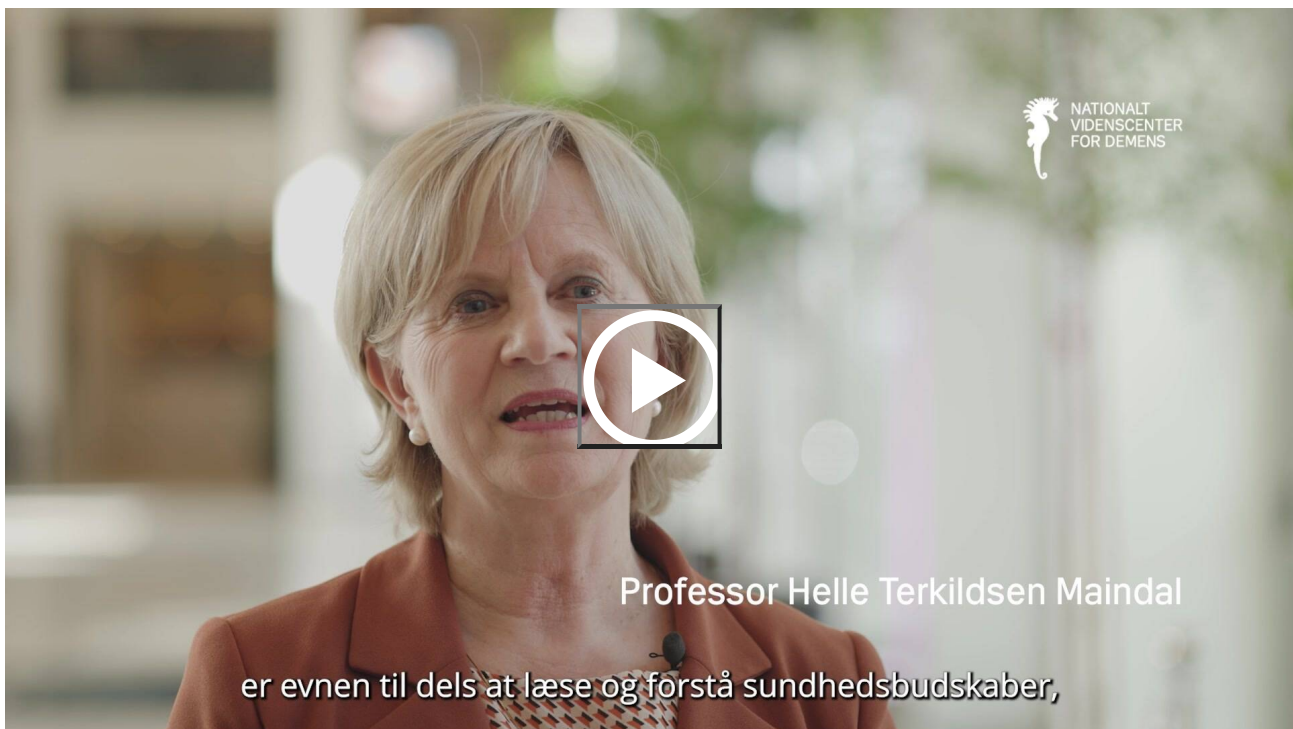 NATIONALT
VIDENSCENTER
FOR DEMENS
Professor Helle Terkildsen Maindal
er evnen til dels at læse og forstå sundhedsbudskaber,